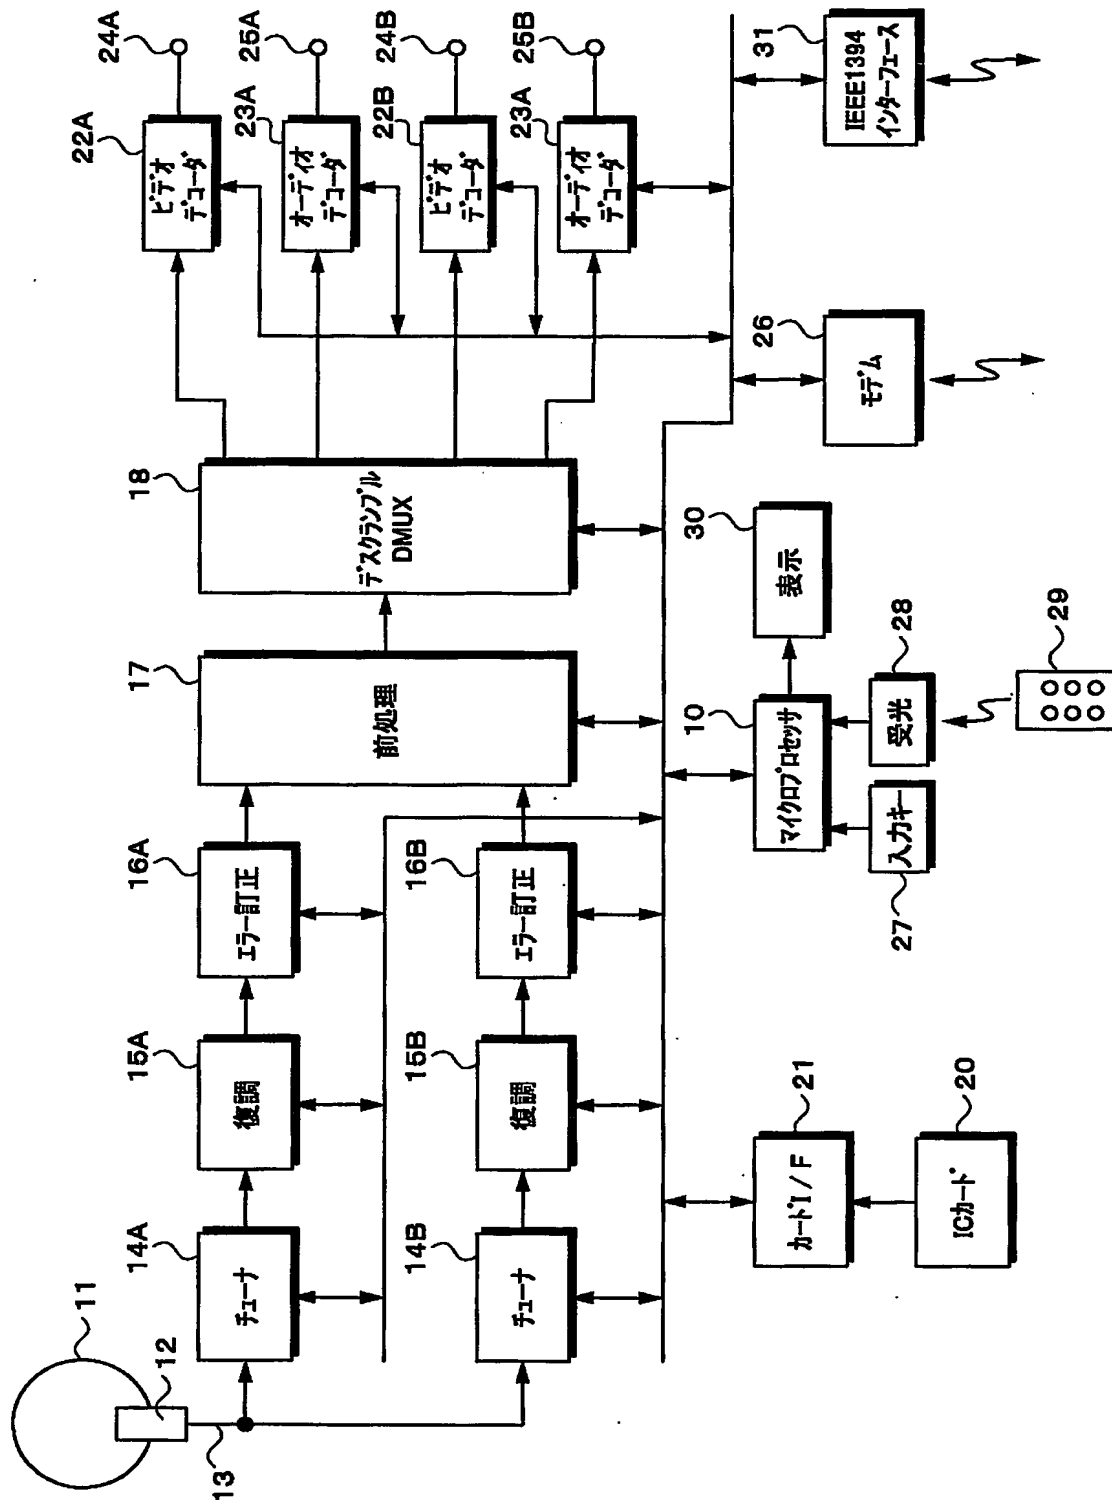 11
12
13
14A
チューナ
15A
復調
16A
エラー訂正
14B
チューナ
15B
復調
16B
エラー訂正
17
前処理
18
デスクランブル
DMUX
22A
ビデオ
デコーダ
24A
23A
オーディオ
デコーダ
25A
22B
ビデオ
デコーダ
24B
23A
オーディオ
デコーダ
25B
21
カードI/F
20
ICカード
10
マイクロプロセッサ
30
表示
27
入力キー
28
受光
29
26
モデム
31
IEEE1394
インターフェース